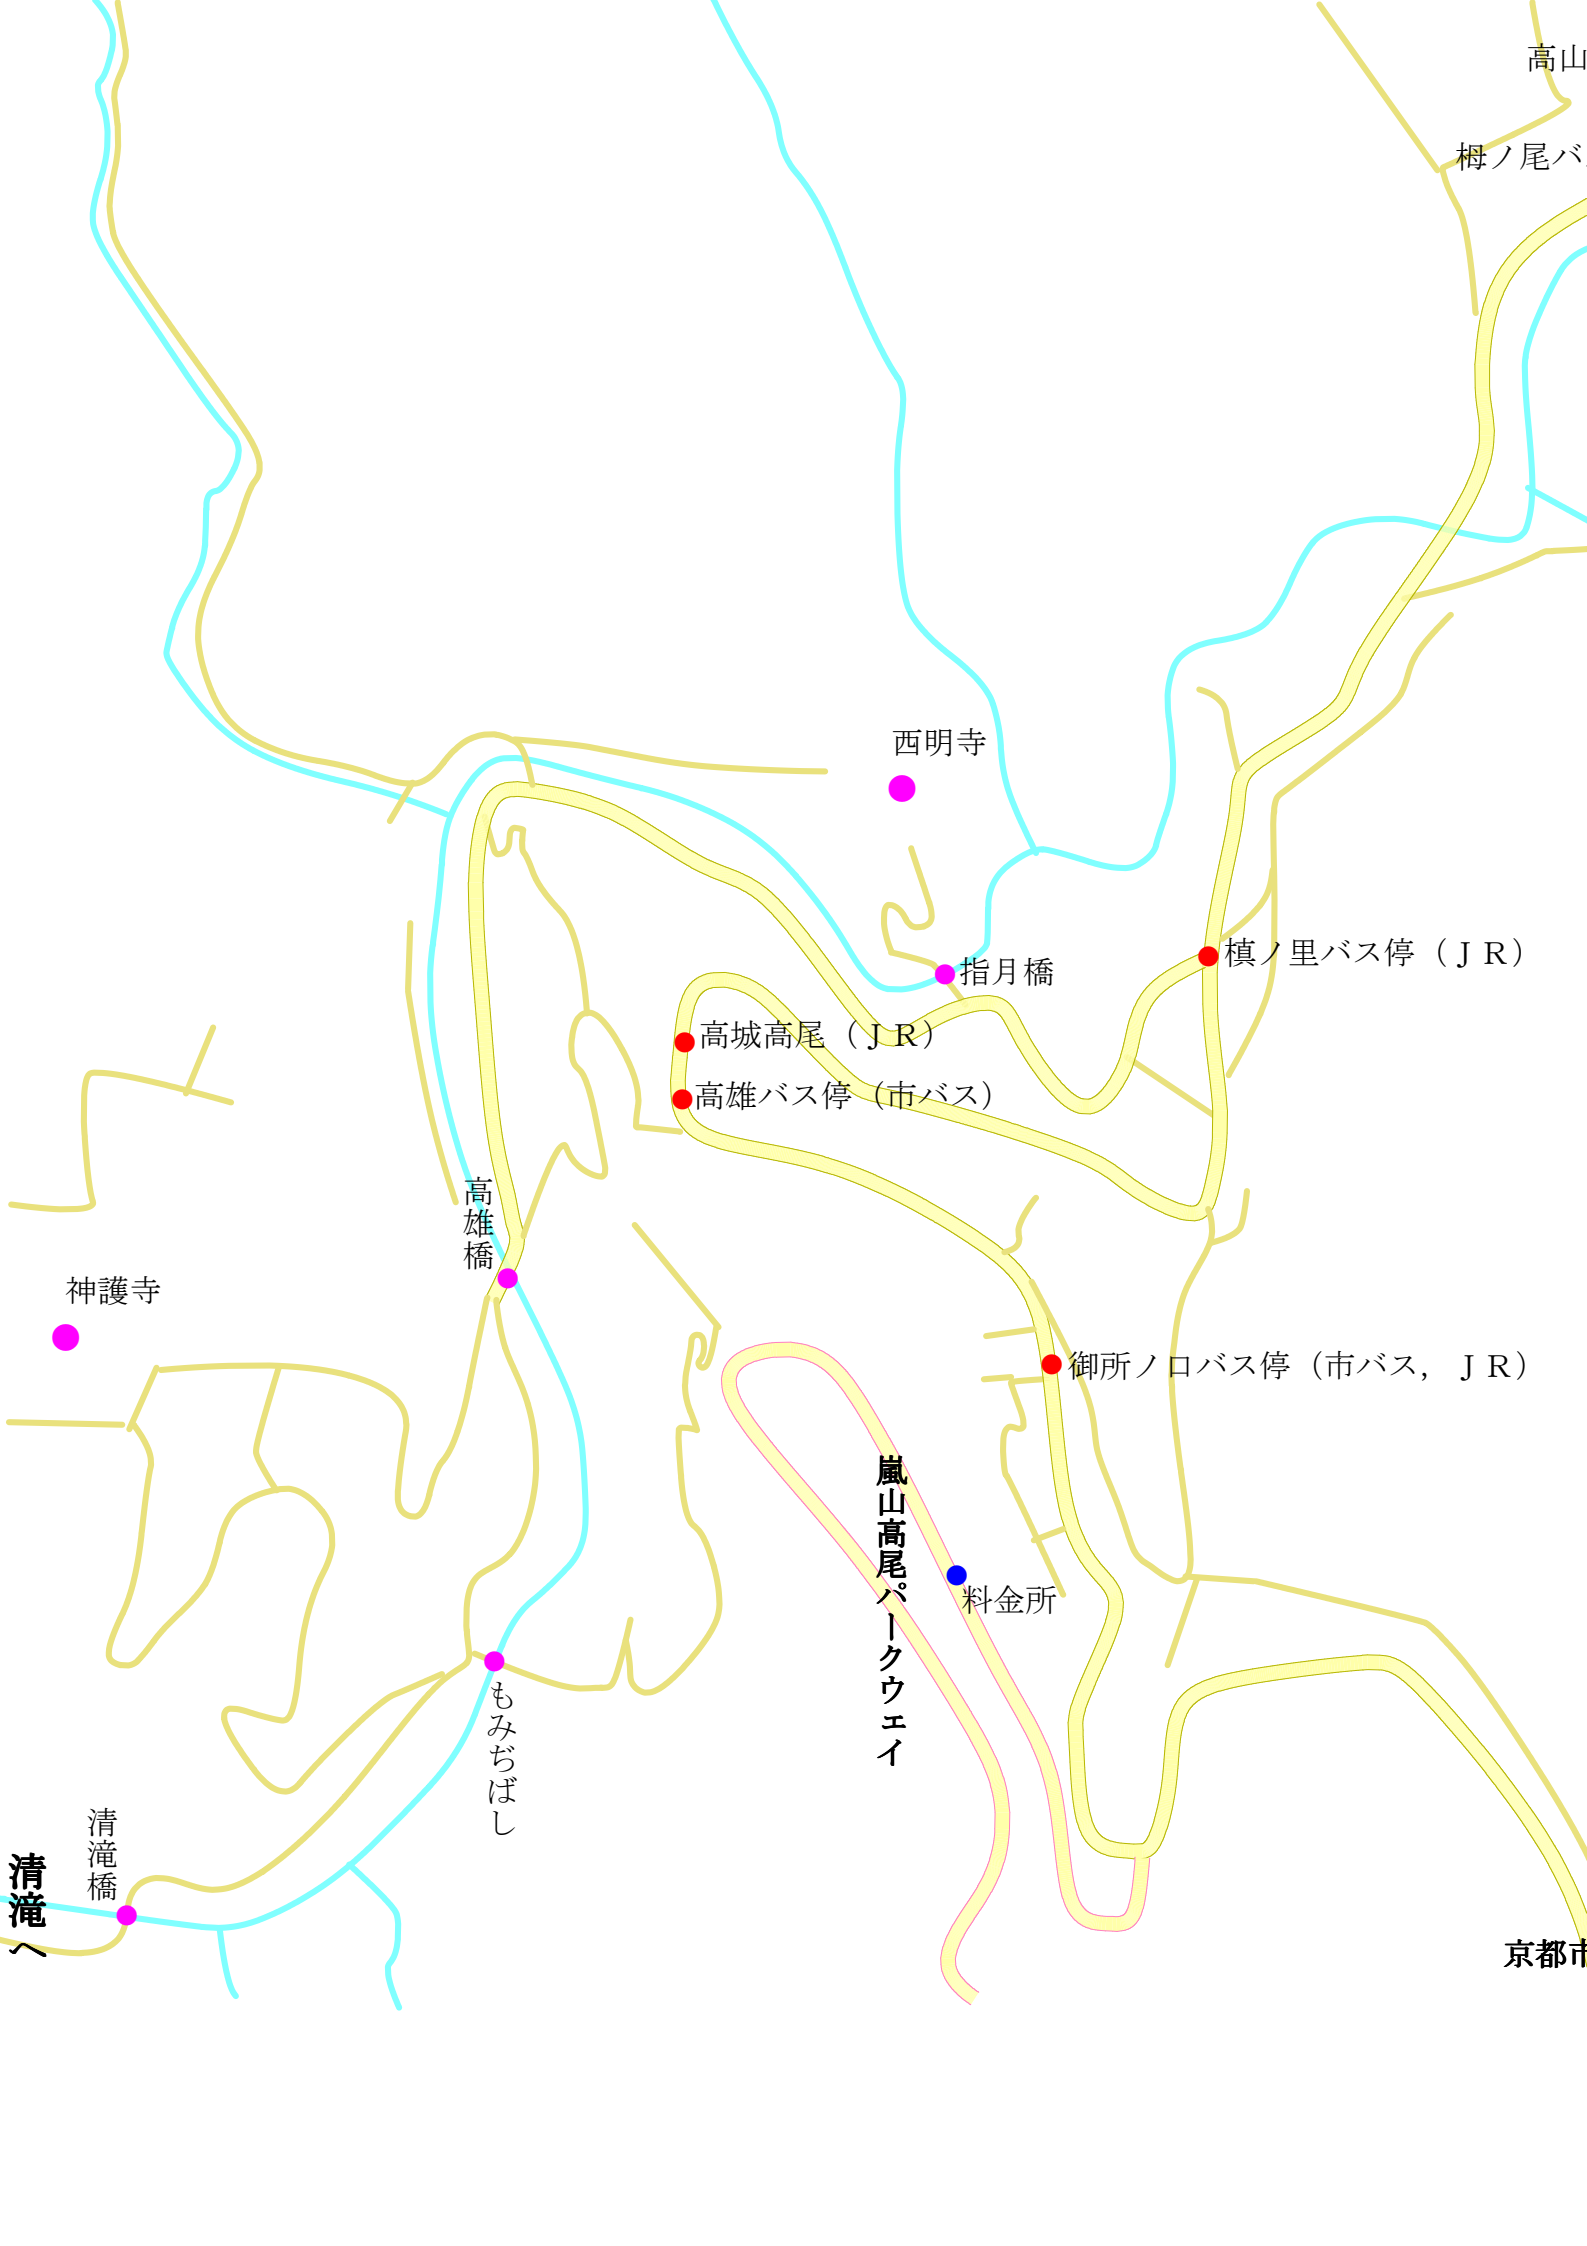 高山
栂ノ尾バ
西明寺
槙ノ里バス停（ＪＲ）
指月橋
高城高尾（ＪＲ）
高雄バス停（市バス）
高雄橋
神護寺
御所ノ口バス停（市バス，ＪＲ）
嵐山高尾パークウェイ
料金所
もみぢばし
清滝橋
清滝へ
京都市